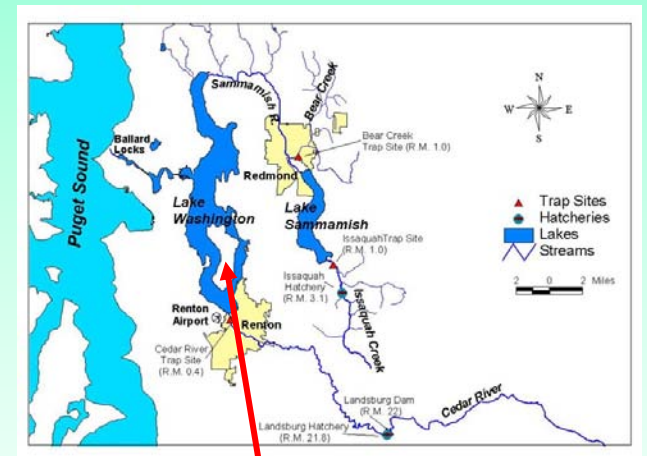 Sammamish R.
Bear Creek
Ballard
Locks
Bear Creek
Trap Site (R.M. 1.0)
Redmond
Puget Sound
Lake
Washington
Lake
Sammamish
IssaquahTrap Site
(R.M. 1.0)
Issaquah
Hatchery
(R.M. 3.1)
Issaquah Creek
Renton
Airport
Renton
Cedar River
Trap Site
(R.M. 0.4)
Landsburg Dam
(R.M. 22)
Cedar River
Landsburg Hatchery
(R.M. 21.8)
N
W E
S
Trap Sites
Hatcheries
Lakes
Streams
2 0 2 Miles